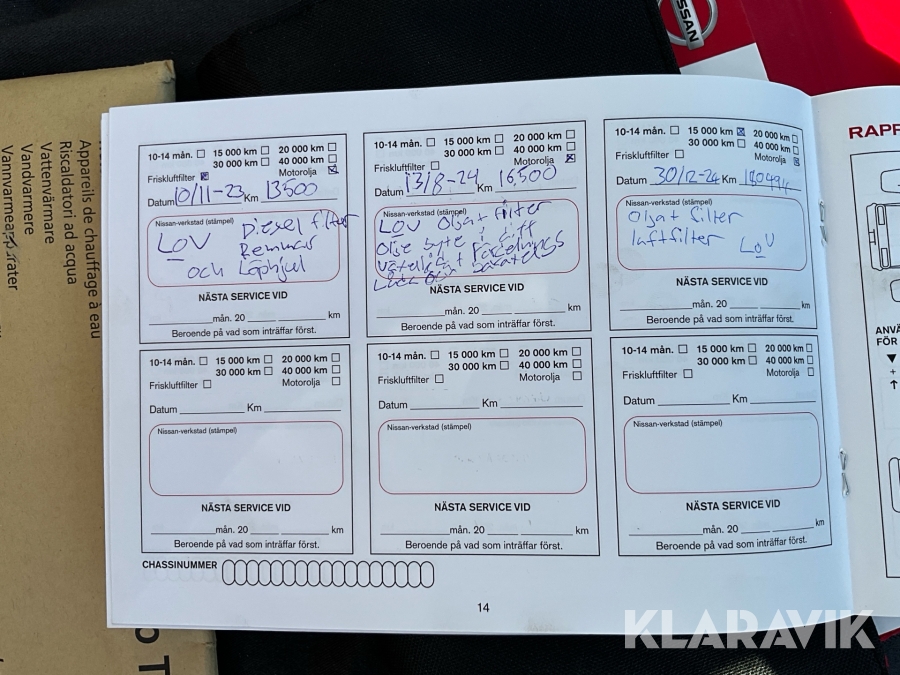 NISSAN
Appareils de chauffage à eau
Riscaldatori ad acqua
Vattenvärmare
Vandvarmere
RAPP
10-14 mån. 15 000 km 20 000 km
30 000 km 40 000 km
Friskluftfilter Motorolja
Datum 10/11-23 Km 13500
Nissan-verkstad (stämpel)
LoV Diesel filter
Remmar
och Löphjul
NÄSTA SERVICE VID
mån. 20 km
Beroende på vad som inträffar först.
10-14 mån. 15 000 km 20 000 km
30 000 km 40 000 km
Friskluftfilter Motorolja
Datum 13/8-24 Km 16500
Nissan-verkstad (stämpel)
LoV Olja + filter
Olje byte i diff
NÄSTA SERVICE VID
mån. 20 km
Beroende på vad som inträffar först.
10-14 mån. 15 000 km 20 000 km
30 000 km 40 000 km
Friskluftfilter Motorolja
Datum 30/12-24 Km
Nissan-verkstad (stämpel)
Olja + filter
luftfilter LoV
NÄSTA SERVICE VID
mån. 20 km
Beroende på vad som inträffar först.
10-14 mån. 15 000 km 20 000 km
30 000 km 40 000 km
Friskluftfilter Motorolja
Datum Km
Nissan-verkstad (stämpel)
NÄSTA SERVICE VID
mån. 20 km
Beroende på vad som inträffar först.
10-14 mån. 15 000 km 20 000 km
30 000 km 40 000 km
Friskluftfilter Motorolja
Datum Km
Nissan-verkstad (stämpel)
NÄSTA SERVICE VID
mån. 20 km
Beroende på vad som inträffar först.
10-14 mån. 15 000 km 20 000 km
30 000 km 40 000 km
Friskluftfilter Motorolja
Datum Km
Nissan-verkstad (stämpel)
NÄSTA SERVICE VID
mån. 20 km
Beroende på vad som inträffar först.
CHASSINUMMER
14
ANVÄ
FÖR
KLARAVIK